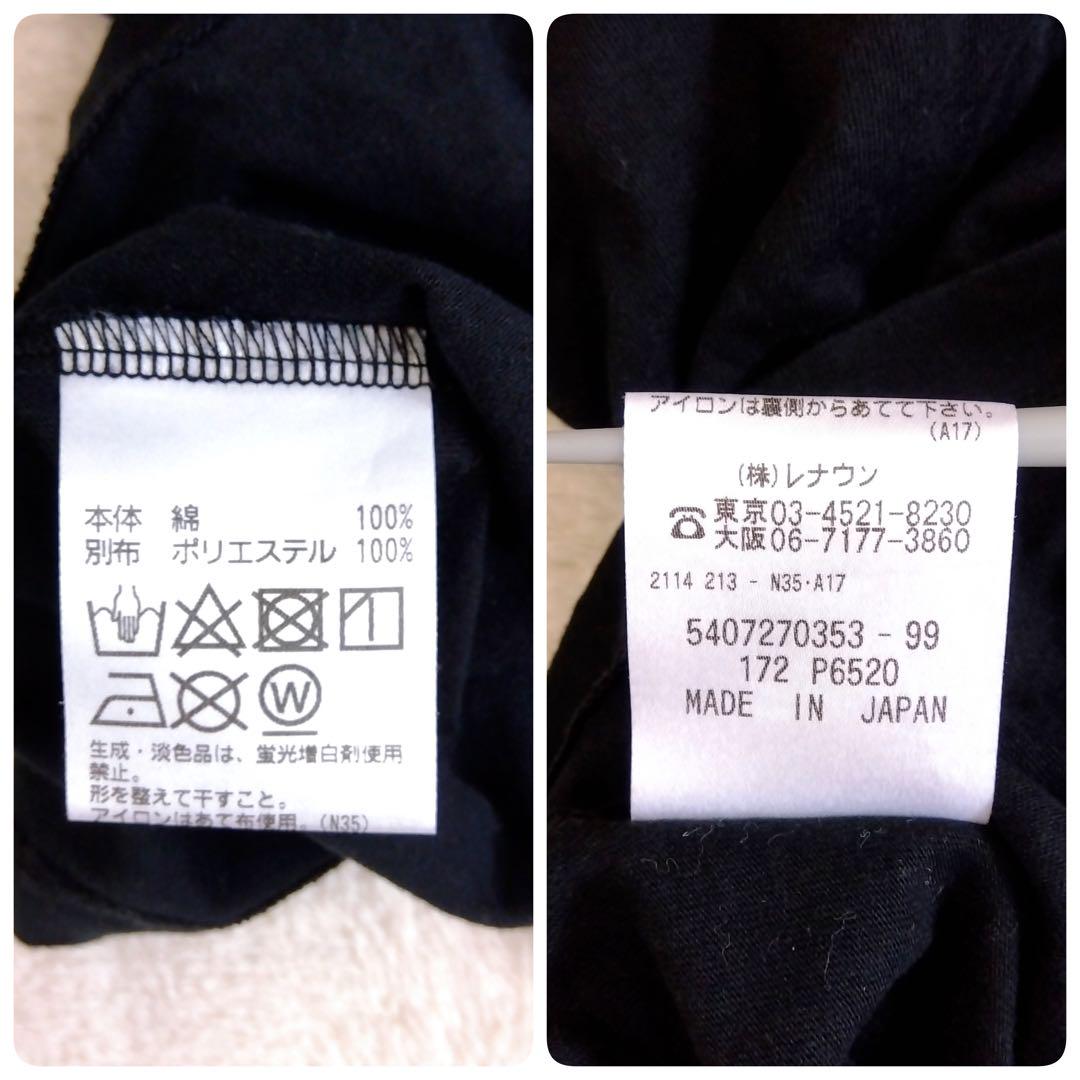 本体 綿 100%
別布 ポリエステル 100%
W
生成・淡色品は、蛍光増白剤使用
禁止。
形を整えて干すこと。
アイロンはあて布使用。(N35)
アイロンは裏側からあてて下さい。
(A17)
(株)レナウン
☎東京03-4521-8230
大阪06-7177-3860
2114 213 - N35・A17
5407270353 - 99
172 P6520
MADE IN JAPAN